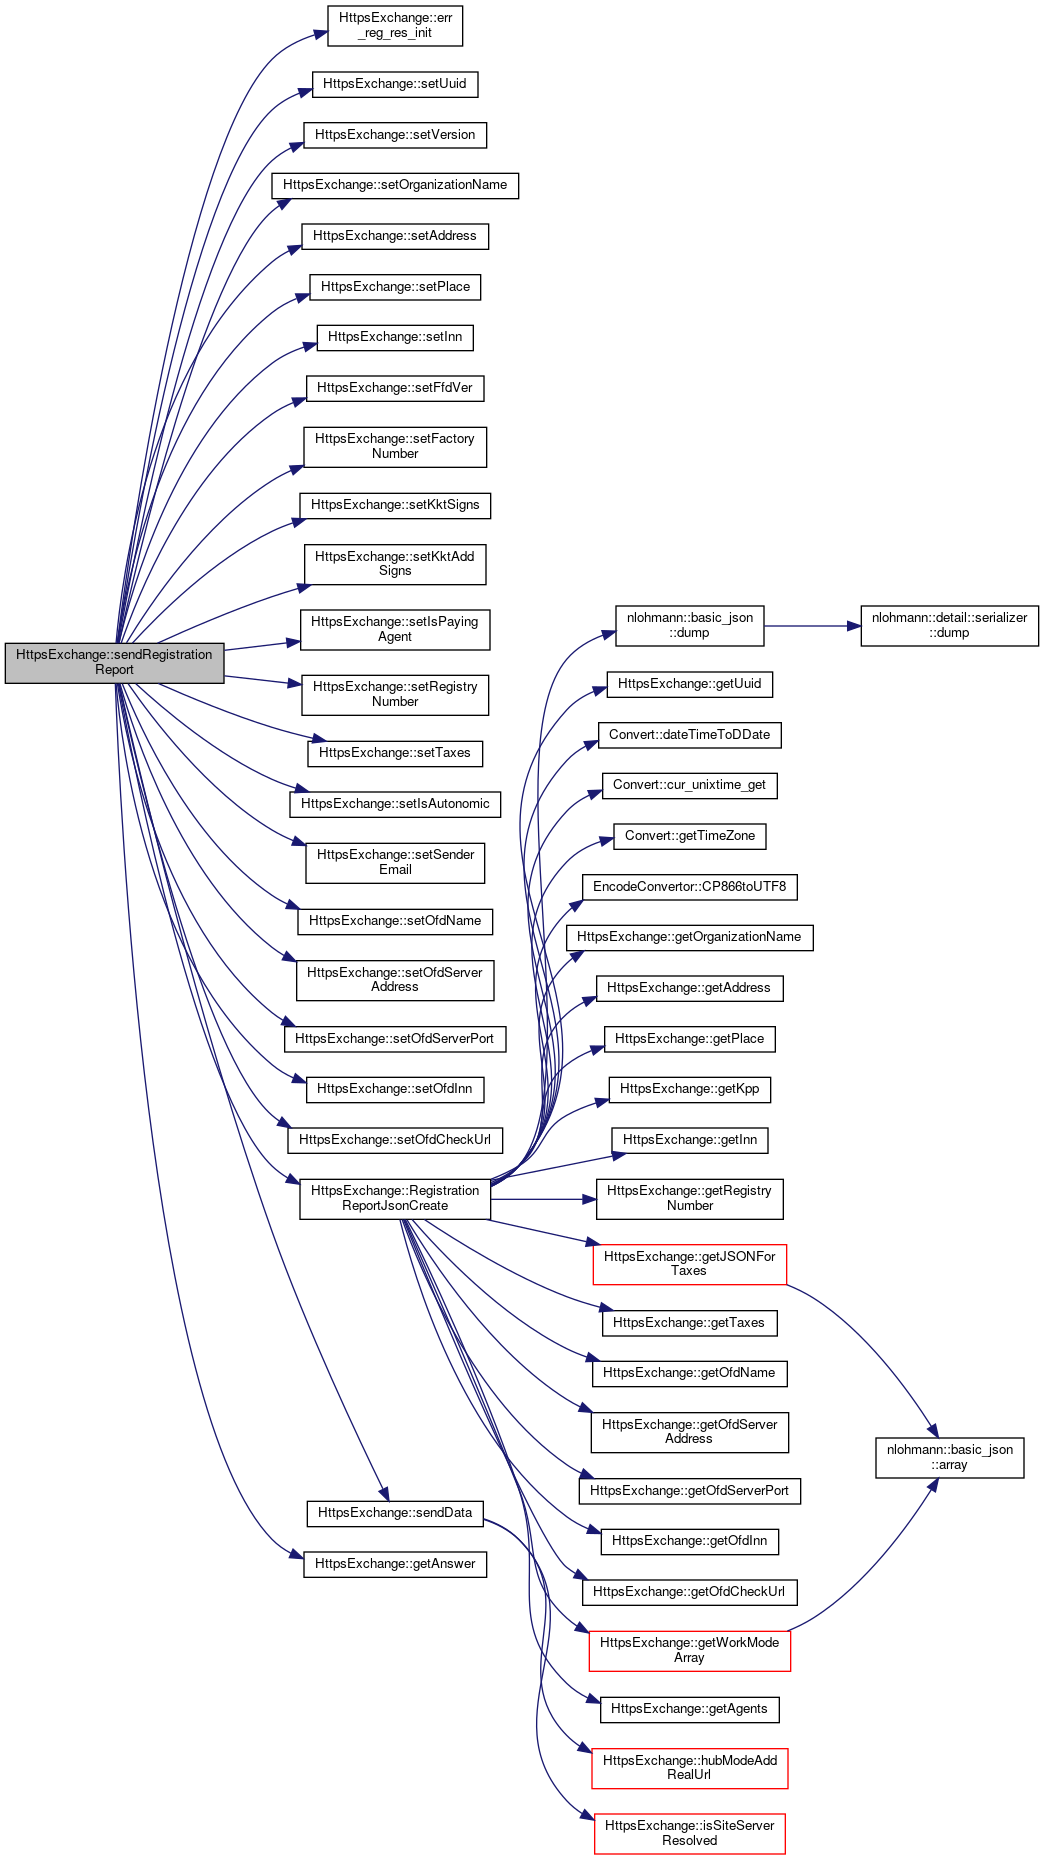 HttpsExchange::sendRegistration
Report
HttpsExchange::err
_reg_res_init
HttpsExchange::setUuid
HttpsExchange::setVersion
HttpsExchange::setOrganizationName
HttpsExchange::setAddress
HttpsExchange::setPlace
HttpsExchange::setInn
HttpsExchange::setFfdVer
HttpsExchange::setFactory
Number
HttpsExchange::setKktSigns
HttpsExchange::setKktAdd
Signs
HttpsExchange::setIsPaying
Agent
HttpsExchange::setRegistry
Number
HttpsExchange::setTaxes
HttpsExchange::setIsAutonomic
HttpsExchange::setSender
Email
HttpsExchange::setOfdName
HttpsExchange::setOfdServer
Address
HttpsExchange::setOfdServerPort
HttpsExchange::setOfdInn
HttpsExchange::setOfdCheckUrl
HttpsExchange::Registration
ReportJsonCreate
HttpsExchange::sendData
HttpsExchange::getAnswer
nlohmann::basic_json
::dump
HttpsExchange::getUuid
Convert::dateTimeToDDate
Convert::cur_unixtime_get
Convert::getTimeZone
EncodeConvertor::CP866toUTF8
HttpsExchange::getOrganizationName
HttpsExchange::getAddress
HttpsExchange::getPlace
HttpsExchange::getKpp
HttpsExchange::getInn
HttpsExchange::getRegistry
Number
HttpsExchange::getJSONFor
Taxes
HttpsExchange::getTaxes
HttpsExchange::getOfdName
HttpsExchange::getOfdServer
Address
HttpsExchange::getOfdServerPort
HttpsExchange::getOfdInn
HttpsExchange::getOfdCheckUrl
HttpsExchange::getWorkMode
Array
HttpsExchange::getAgents
HttpsExchange::hubModeAdd
RealUrl
HttpsExchange::isSiteServer
Resolved
nlohmann::detail::serializer
::dump
nlohmann::basic_json
::array